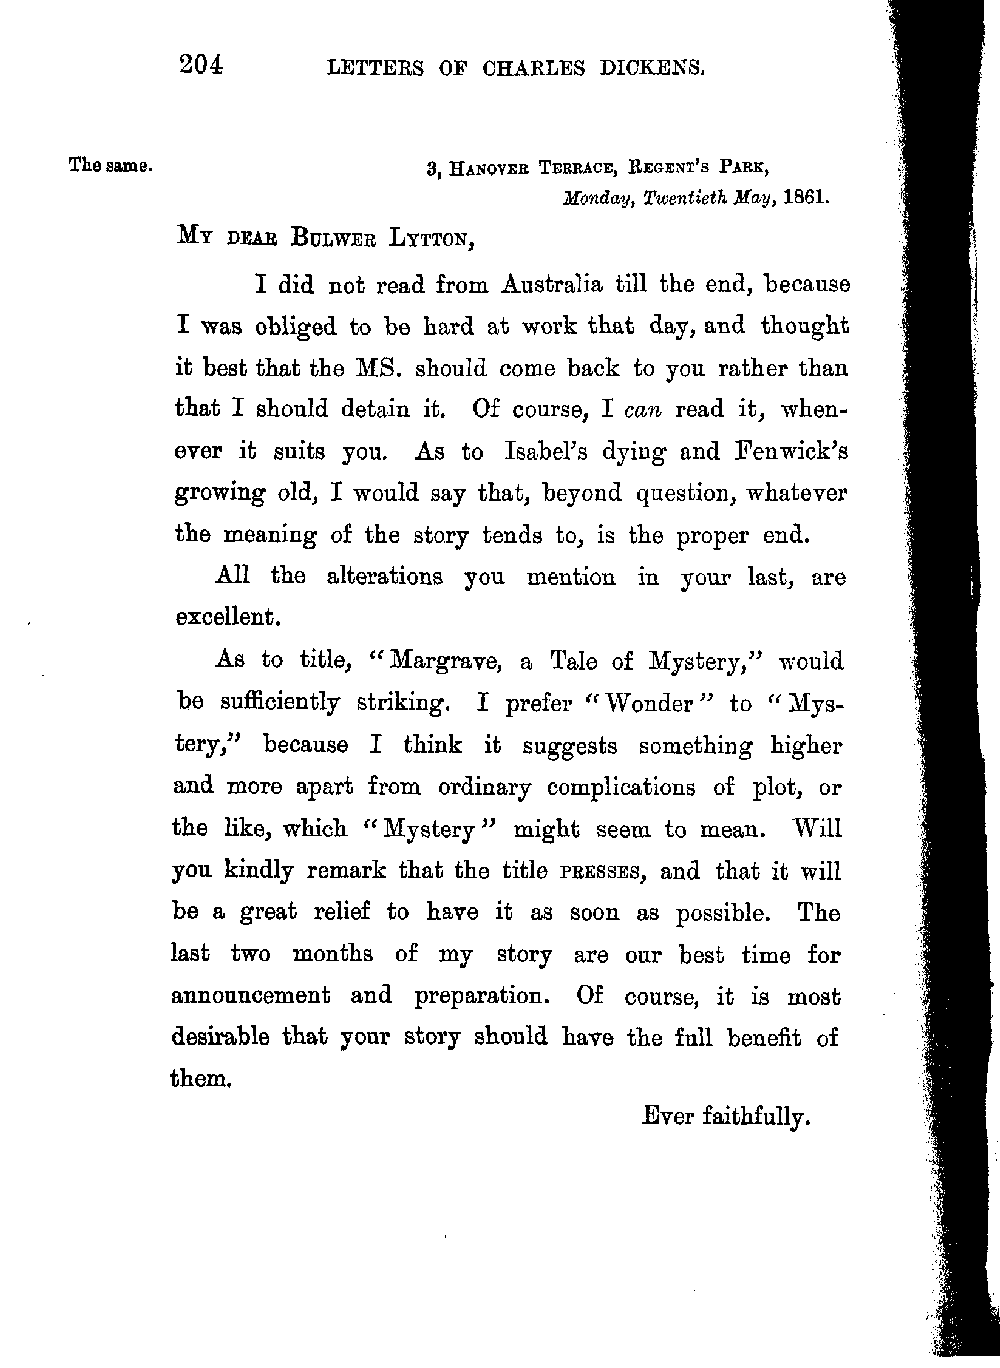 204 LETTERS OF CHARLES DICKENS.
The same. 3, HANOVER TERRACE, REGENT'S PARK,
Monday, Twentieth May, 1861.
MY DEAR BULWER LYTTON,
I did not read from Australia till the end, because
I was obliged to be hard at work that day, and thought
it best that the MS. should come back to you rather than
that I should detain it. Of course, I can read it, when-
ever it suits you. As to Isabel's dying and Fenwick's
growing old, I would say that, beyond question, whatever
the meaning of the story tends to, is the proper end.
All the alterations you mention in your last, are
excellent.
As to title, "Margrave, a Tale of Mystery," would
be sufficiently striking. I prefer "Wonder" to "Mys-
tery," because I think it suggests something higher
and more apart from ordinary complications of plot, or
the like, which "Mystery" might seem to mean. Will
you kindly remark that the title PRESSES, and that it will
be a great relief to have it as soon as possible. The
last two months of my story are our best time for
announcement and preparation. Of course, it is most
desirable that your story should have the full benefit of
them.
Ever faithfully.